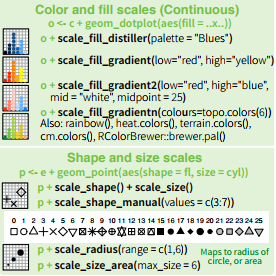 Color and fill scales (Continuous)
o <- c + geom_dotplot(aes(fill = ..x..))
o + scale_fill_distiller(palette = "Blues")
o + scale_fill_gradient(low="red", high="yellow")
o + scale_fill_gradient2(low="red", high="blue",
mid = "white", midpoint = 25)
o + scale_fill_gradientn(colours=topo.colors(6))
Also: rainbow(), heat.colors(), terrain.colors(),
cm.colors(), RColorBrewer::brewer.pal()
Shape and size scales
p <- e + geom_point(aes(shape = fl, size = cyl))
p + scale_shape() + scale_size()
p + scale_shape_manual(values = c(3:7))
0 1 2 3 4 5 6 7 8 9 10 11 12 13 14 15 16 17 18 19 20 21 22 23 24 25
p + scale_radius(range = c(1,6))
Maps to radius of
circle, or area
p + scale_size_area(max_size = 6)